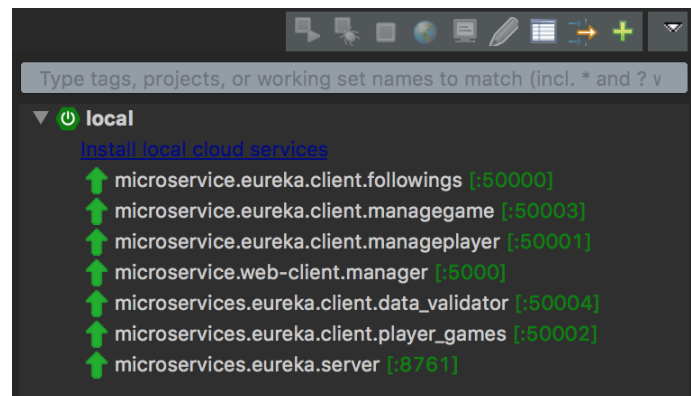 Type tags, projects, or working set names to match (incl. * and ? v
local
Install local cloud services
microservice.eureka.client.followings [:50000]
microservice.eureka.client.managegame [:50003]
microservice.eureka.client.manageplayer [:50001]
microservice.web-client.manager [:5000]
microservices.eureka.client.data_validator [:50004]
microservices.eureka.client.player_games [:50002]
microservices.eureka.server [:8761]